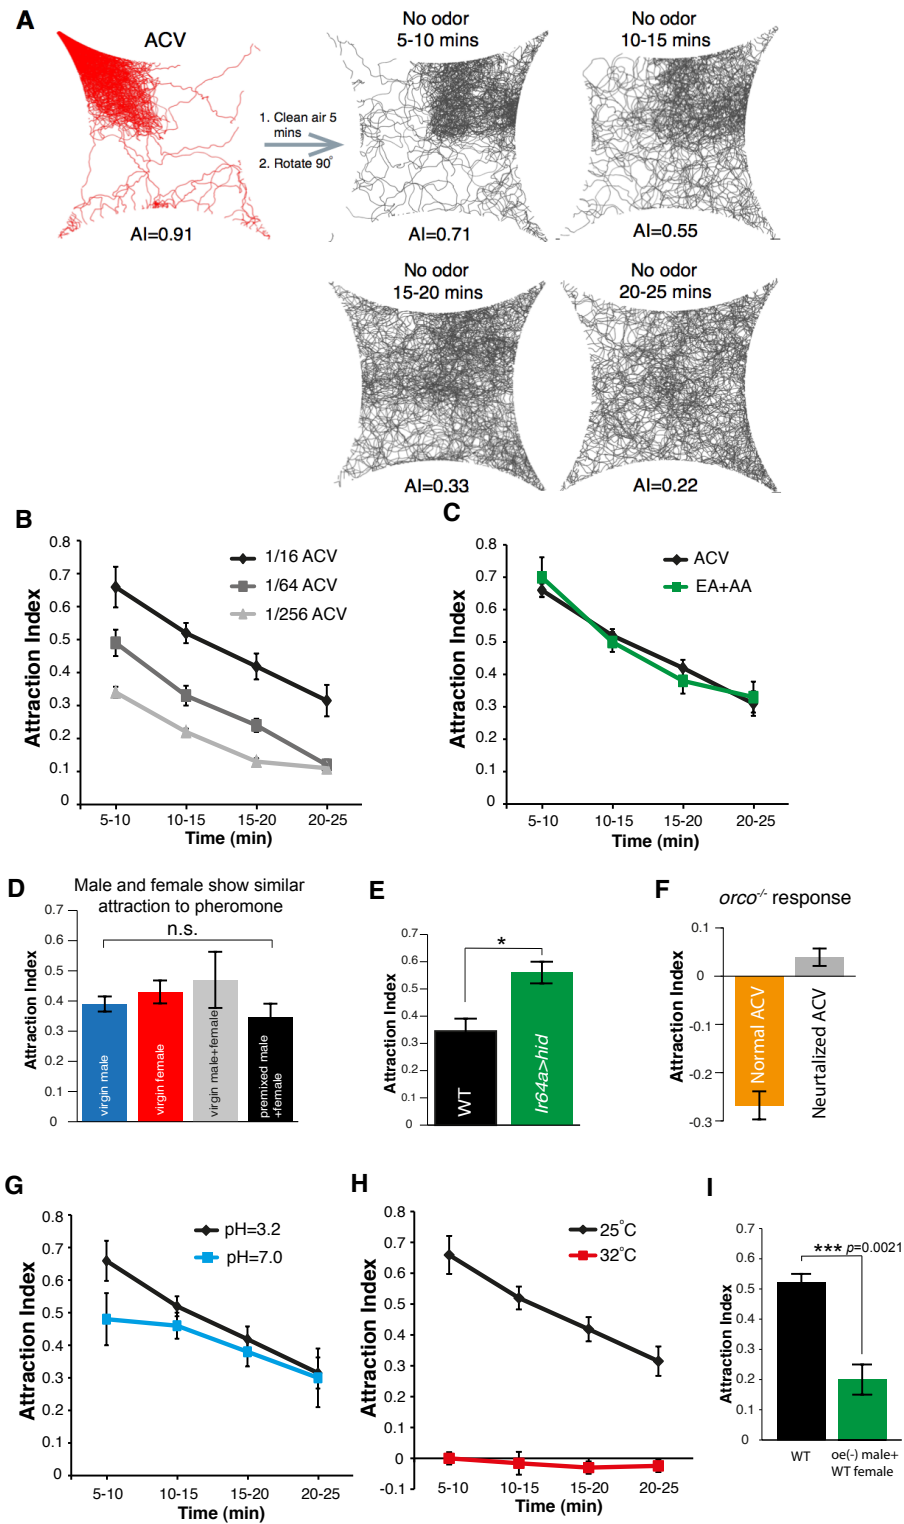 A
ACV
No odor
5-10 mins
No odor
10-15 mins
1. Clean air 5
mins
2. Rotate 90°
AI=0.91
AI=0.71
AI=0.55
No odor
15-20 mins
No odor
20-25 mins
AI=0.33
AI=0.22
B
Attraction Index
0.8
0.7
0.6
0.5
0.4
0.3
0.2
0.1
0
1/16 ACV
1/64 ACV
1/256 ACV
5-10
10-15
15-20
20-25
Time (min)
C
Attraction Index
0.8
0.7
0.6
0.5
0.4
0.3
0.2
0.1
0
ACV
EA+AA
5-10
10-15
15-20
20-25
Time (min)
D
Male and female show similar
attraction to pheromone
n.s.
Attraction Index
0.7
0.6
0.5
0.4
0.3
0.2
0.1
0
virgin male
virgin female
virgin male+female
premixed male
+female
E
Attraction Index
0.7
0.6
0.5
0.4
0.3
0.2
0.1
0
*
WT
Ir64a>hid
F
orco-/- response
Attraction Index
0.1
0
-0.1
-0.2
-0.3
Normal ACV
Neurtalized ACV
G
Attraction Index
0.8
0.7
0.6
0.5
0.4
0.3
0.2
0.1
0
pH=3.2
pH=7.0
5-10
10-15
15-20
20-25
Time (min)
H
Attraction Index
0.8
0.7
0.6
0.5
0.4
0.3
0.2
0.1
0
-0.1
25°C
32°C
5-10
10-15
15-20
20-25
Time (min)
I
Attraction Index
0.7
0.6
0.5
0.4
0.3
0.2
0.1
0
*** p=0.0021
WT
oe(-) male+
WT female